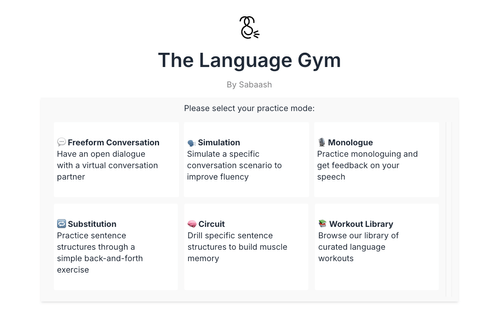 The Language Gym
By Sabaash
Please select your practice mode:
Freeform Conversation
Have an open dialogue
with a virtual conversation
partner
Simulation
Simulate a specific
conversation scenario to
improve fluency
Monologue
Practice monologuing and
get feedback on your
speech
Substitution
Practice sentence
structures through a
simple back-and-forth
exercise
Circuit
Drill specific sentence
structures to build muscle
memory
Workout Library
Browse our library of
curated language
workouts